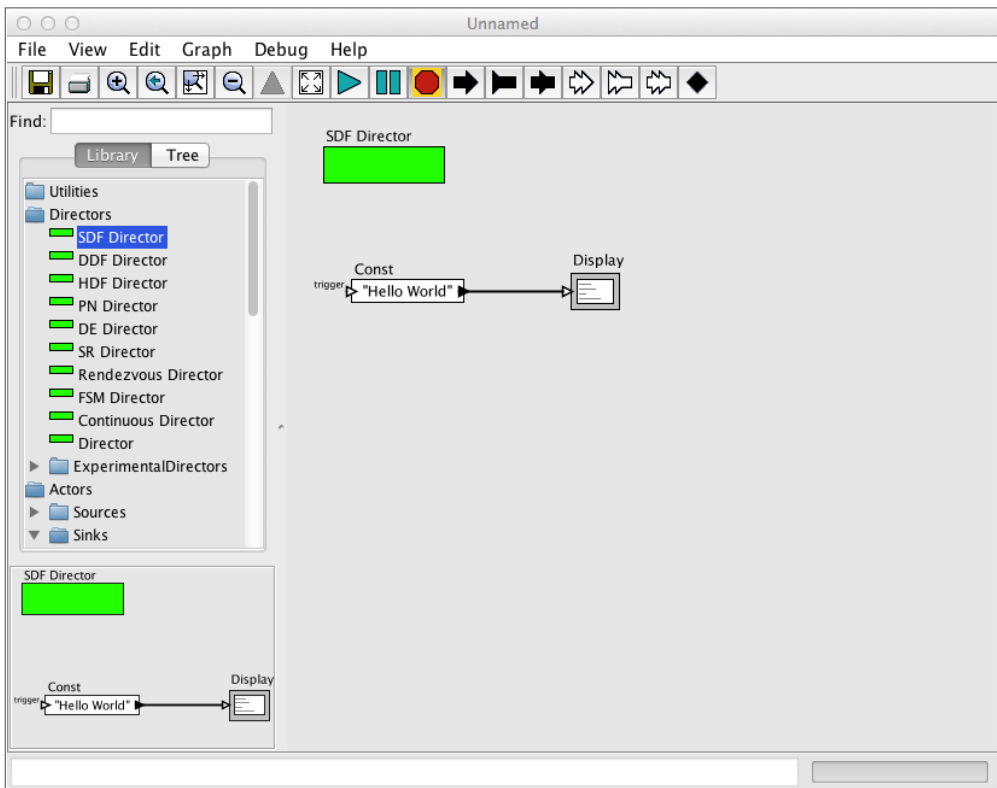 Unnamed
File View Edit Graph Debug Help
Find:
Library Tree
Utilities
Directors
SDF Director
DDF Director
HDF Director
PN Director
DE Director
SR Director
Rendezvous Director
FSM Director
Continuous Director
Director
ExperimentalDirectors
Actors
Sources
Sinks
SDF Director
Const
Display
trigger
"Hello World"
SDF Director
Const
Display
trigger
"Hello World"